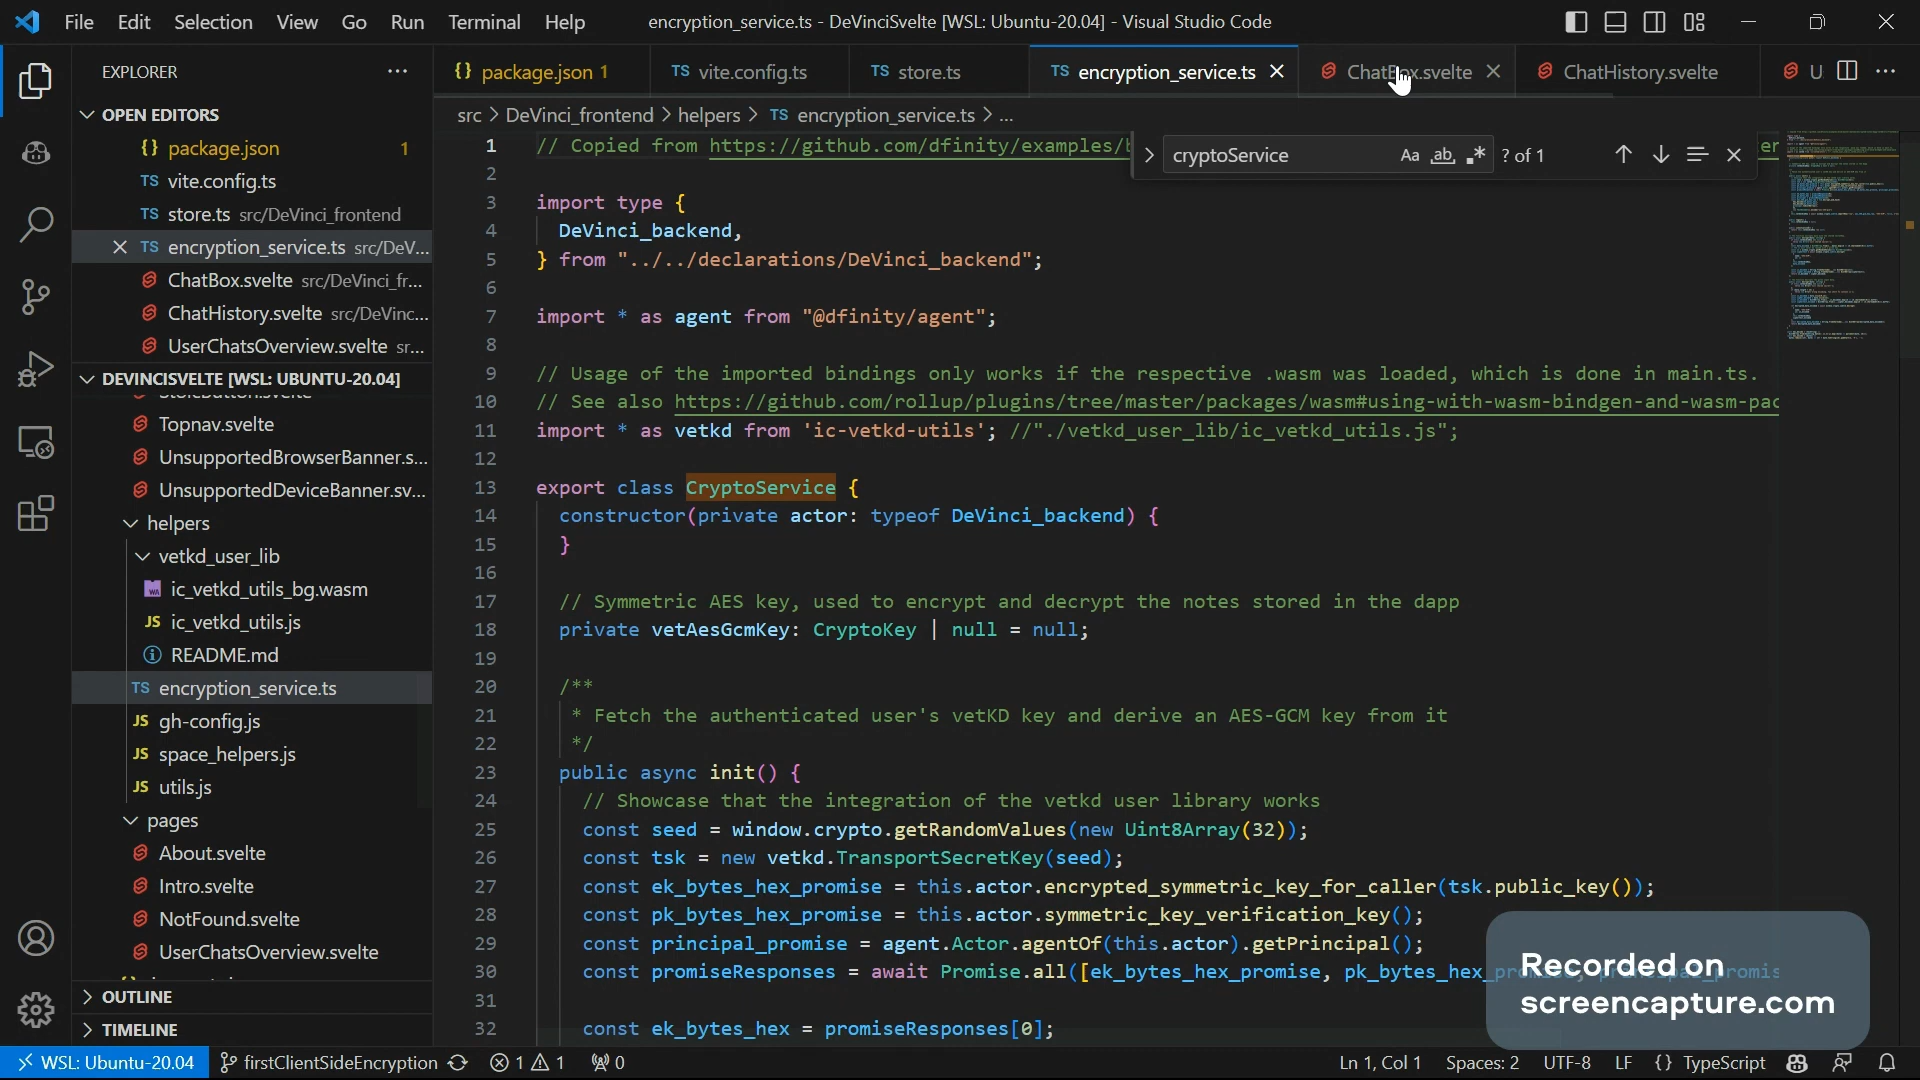 File Edit Selection View Go Run Terminal Help
encryption_service.ts - DeVinciSvelte [WSL: Ubuntu-20.04] - Visual Studio Code
EXPLORER
OPEN EDITORS
{} package.json 1
TS vite.config.ts
TS store.ts src/DeVinci_frontend
TS encryption_service.ts src/DeV...
ChatBox.svelte src/DeVinci_fr...
ChatHistory.svelte src/DeVinc...
UserChatsOverview.svelte sr...
DEVINCISVELTE [WSL: UBUNTU-20.04]
Topnav.svelte
UnsupportedBrowserBanner.s...
UnsupportedDeviceBanner.sv...
helpers
vetkd_user_lib
ic_vetkd_utils_bg.wasm
JS ic_vetkd_utils.js
README.md
TS encryption_service.ts
JS gh-config.js
JS space_helpers.js
JS utils.js
pages
About.svelte
Intro.svelte
NotFound.svelte
UserChatsOverview.svelte
OUTLINE
TIMELINE
{} package.json 1 TS vite.config.ts TS store.ts TS encryption_service.ts ChatBox.svelte ChatHistory.svelte U
src > DeVinci_frontend > helpers > TS encryption_service.ts > ...
cryptoService Aa ab .* ? of 1
1 // Copied from https://github.com/dfinity/examples/
2
3 import type {
4 DeVinci_backend,
5 } from "../../declarations/DeVinci_backend";
6
7 import * as agent from "@dfinity/agent";
8
9 // Usage of the imported bindings only works if the respective .wasm was loaded, which is done in main.ts.
10 // See also https://github.com/rollup/plugins/tree/master/packages/wasm#using-with-wasm-bindgen-and-wasm-pac
11 import * as vetkd from 'ic-vetkd-utils'; //"./vetkd_user_lib/ic_vetkd_utils.js";
12
13 export class CryptoService {
14 constructor(private actor: typeof DeVinci_backend) {
15 }
16
17 // Symmetric AES key, used to encrypt and decrypt the notes stored in the dapp
18 private vetAesGcmKey: CryptoKey | null = null;
19
20 /**
21 * Fetch the authenticated user's vetKD key and derive an AES-GCM key from it
22 */
23 public async init() {
24 // Showcase that the integration of the vetkd user library works
25 const seed = window.crypto.getRandomValues(new Uint8Array(32));
26 const tsk = new vetkd.TransportSecretKey(seed);
27 const ek_bytes_hex_promise = this.actor.encrypted_symmetric_key_for_caller(tsk.public_key());
28 const pk_bytes_hex_promise = this.actor.symmetric_key_verification_key();
29 const principal_promise = agent.Actor.agentOf(this.actor).getPrincipal();
30 const promiseResponses = await Promise.all([ek_bytes_hex_promise, pk_bytes_hex_promise, principal_promis
31
32 const ek_bytes_hex = promiseResponses[0];
Recorded on
screencapture.com
WSL: Ubuntu-20.04 firstClientSideEncryption 1 1 0 Ln 1, Col 1 Spaces: 2 UTF-8 LF {} TypeScript